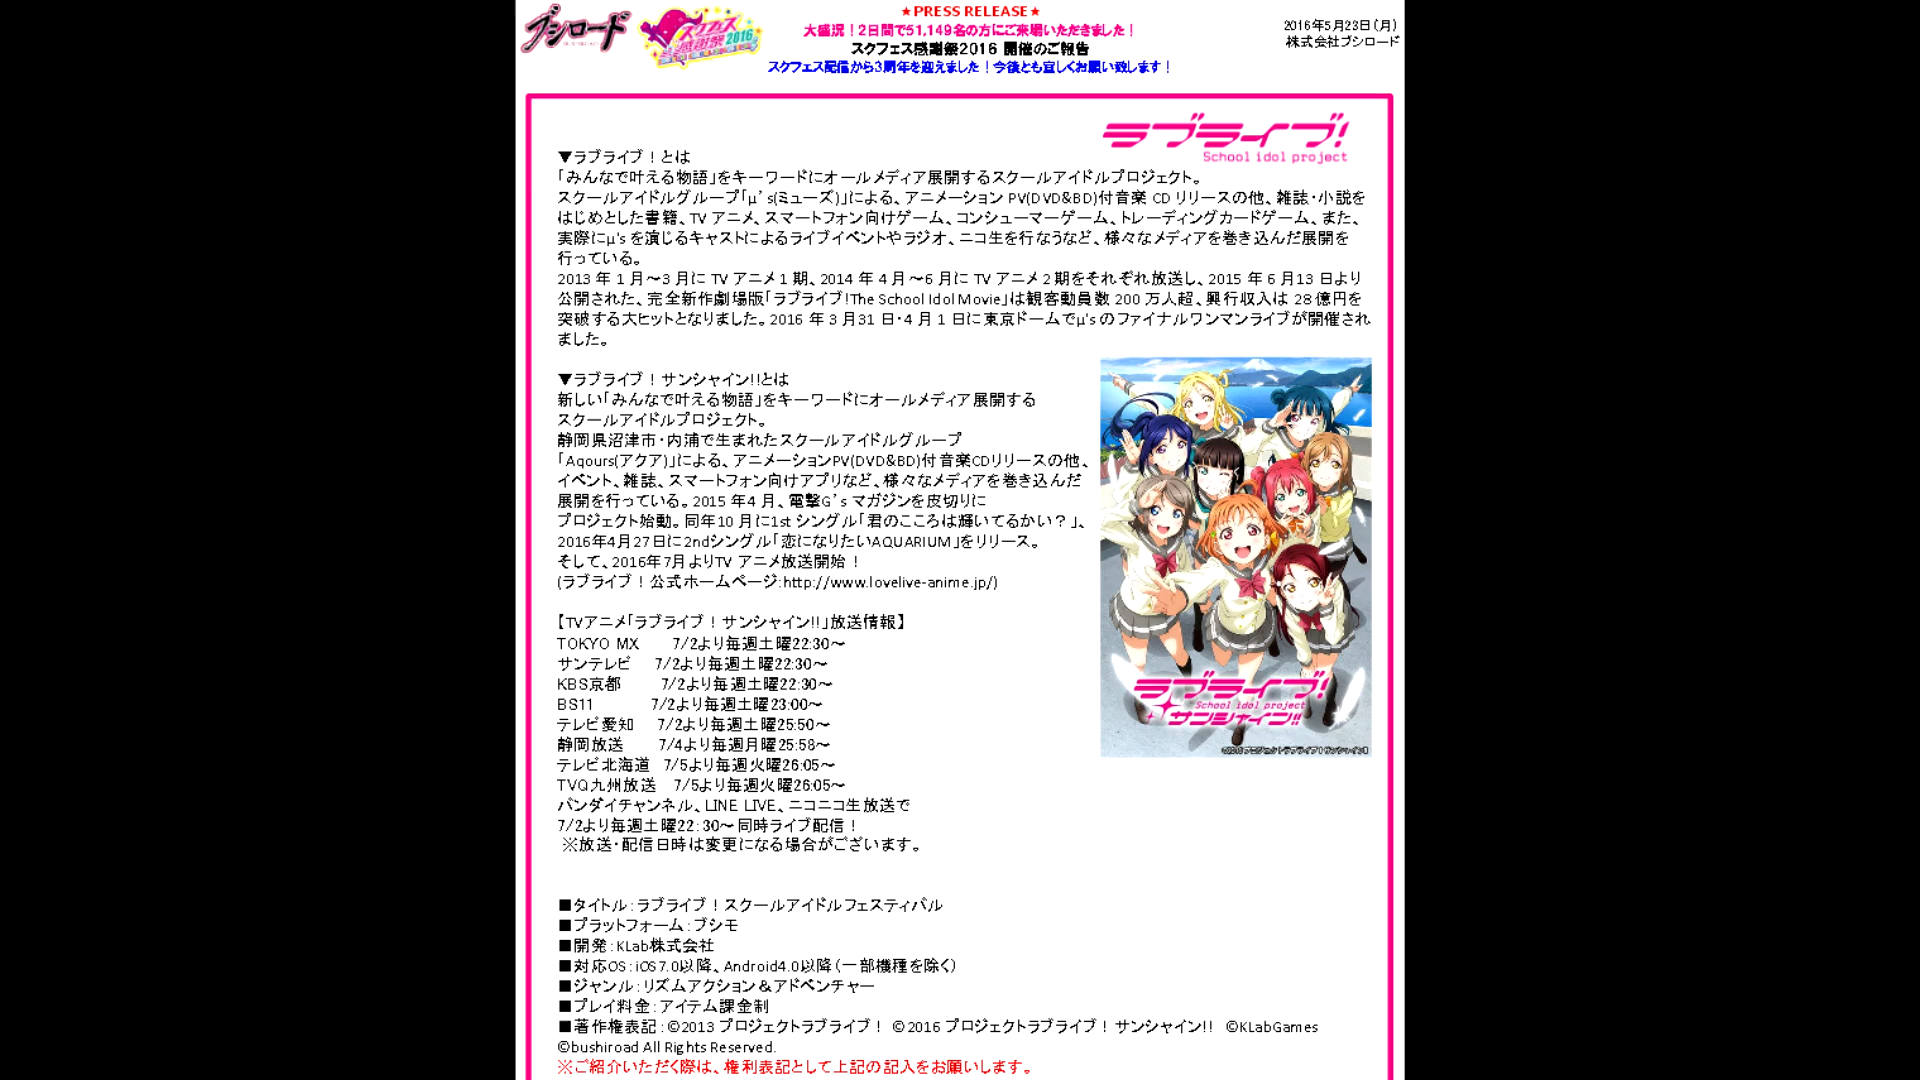 ブシロード
スクフェス
感謝祭2016
★PRESS RELEASE★
大盛況！2日間で51,149名の方にご来場いただきました！
スクフェス感謝祭2016 開催のご報告
スクフェス配信から3周年を迎えました！今後とも宜しくお願い致します！
2016年5月23日(月)
株式会社ブシロード
ラブライブ!
School idol project
▼ラブライブ！とは
「みんなで叶える物語」をキーワードにオールメディア展開するスクールアイドルプロジェクト。
スクールアイドルグループ「μ’s(ミューズ)」による、アニメーション PV(DVD&BD)付音楽 CD リリースの他、雑誌・小説を
はじめとした書籍、TV アニメ、スマートフォン向けゲーム、コンシューマーゲーム、トレーディングカードゲーム、また、
実際にμ's を演じるキャストによるライブイベントやラジオ、ニコ生を行なうなど、様々なメディアを巻き込んだ展開を
行っている。
2013 年 1 月～3 月に TV アニメ 1 期、2014 年 4 月～6 月に TV アニメ 2 期をそれぞれ放送し、2015 年 6 月13 日より
公開された、完全新作劇場版「ラブライブ!The School Idol Movie」は観客動員数 200 万人超、興行収入は 28 億円を
突破する大ヒットとなりました。2016 年 3 月31 日・4 月 1 日に東京ドームでμ's のファイナルワンマンライブが開催され
ました。
▼ラブライブ！サンシャイン!!とは
新しい「みんなで叶える物語」をキーワードにオールメディア展開する
スクールアイドルプロジェクト。
静岡県沼津市・内浦で生まれたスクールアイドルグループ
「Aqours(アクア)」による、アニメーションPV(DVD&BD)付音楽CDリリースの他、
イベント、雑誌、スマートフォン向けアプリなど、様々なメディアを巻き込んだ
展開を行っている。2015 年4 月、電撃G’s マガジンを皮切りに
プロジェクト始動。同年10 月に1st シングル「君のこころは輝いてるかい？」、
2016年4月27日に2ndシングル「恋になりたいAQUARIUM」をリリース。
そして、2016年7月よりTV アニメ放送開始！
(ラブライブ！公式ホームページ:http://www.lovelive-anime.jp/)
【TVアニメ「ラブライブ！サンシャイン!!」放送情報】
TOKYO MX 7/2より毎週土曜22:30～
サンテレビ 7/2より毎週土曜22:30～
KBS京都 7/2より毎週土曜22:30～
BS11 7/2より毎週土曜23:00～
テレビ愛知 7/2より毎週土曜25:50～
静岡放送 7/4より毎週月曜25:58～
テレビ北海道 7/5より毎週火曜26:05～
TVQ九州放送 7/5より毎週火曜26:05～
バンダイチャンネル、LINE LIVE、ニコニコ生放送で
7/2より毎週土曜22：30～同時ライブ配信！
※放送・配信日時は変更になる場合がございます。
ラブライブ!
School idol project
サンシャイン!!
©2016 プロジェクトラブライブ！サンシャイン!!
■タイトル：ラブライブ！スクールアイドルフェスティバル
■プラットフォーム：ブシモ
■開発：KLab株式会社
■対応OS：iOS7.0以降、Android4.0以降（一部機種を除く）
■ジャンル：リズムアクション＆アドベンチャー
■プレイ料金：アイテム課金制
■著作権表記：©2013 プロジェクトラブライブ！ ©2016 プロジェクトラブライブ！サンシャイン!! ©KLabGames
©bushiroad All Rights Reserved.
※ご紹介いただく際は、権利表記として上記の記入をお願いします。